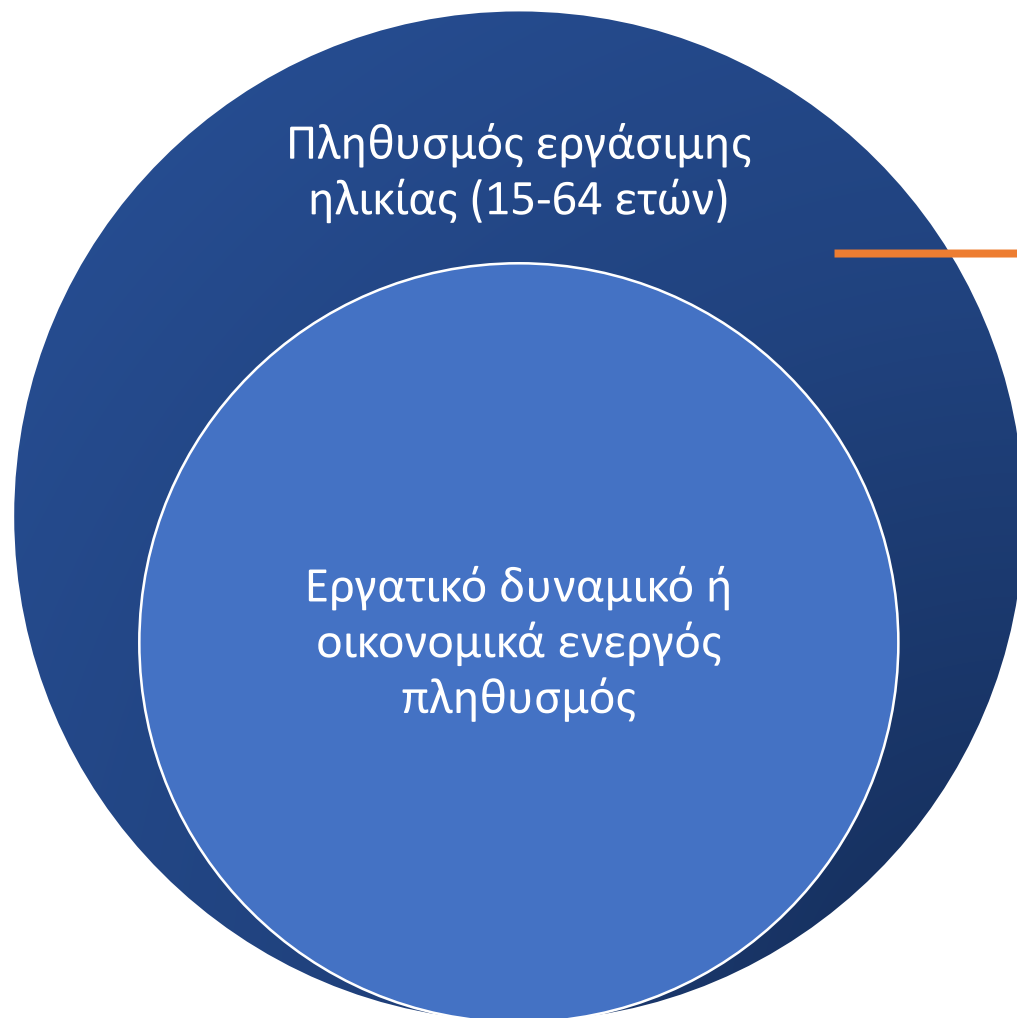 Πληθυσμός εργάσιμης
ηλικίας (15-64 ετών)
Εργατικό δυναμικό ή
οικονομικά ενεργός
πληθυσμός